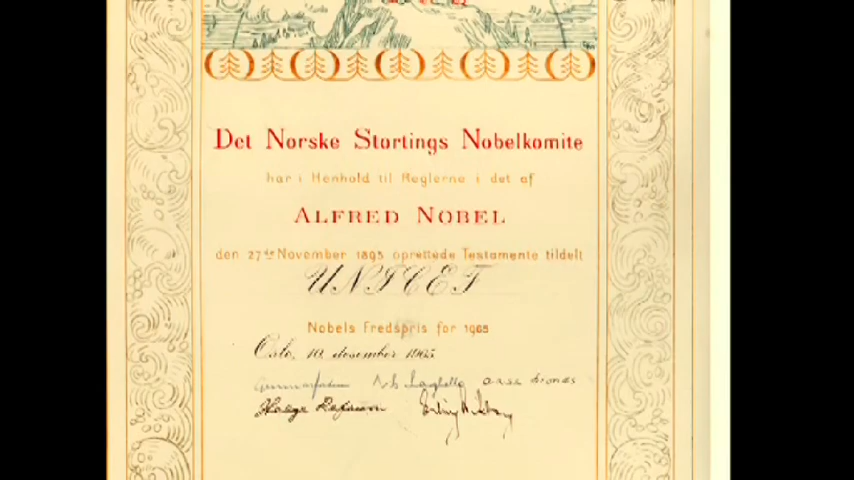 Det Norske Stortings Nobelkomite
har i Henhold til Reglerne i det af
ALFRED NOBEL
den 27de November 1895 oprettede Testamente tildelt
UNICEF
Nobels Fredspris for 1965
Oslo, 10. desember 1965